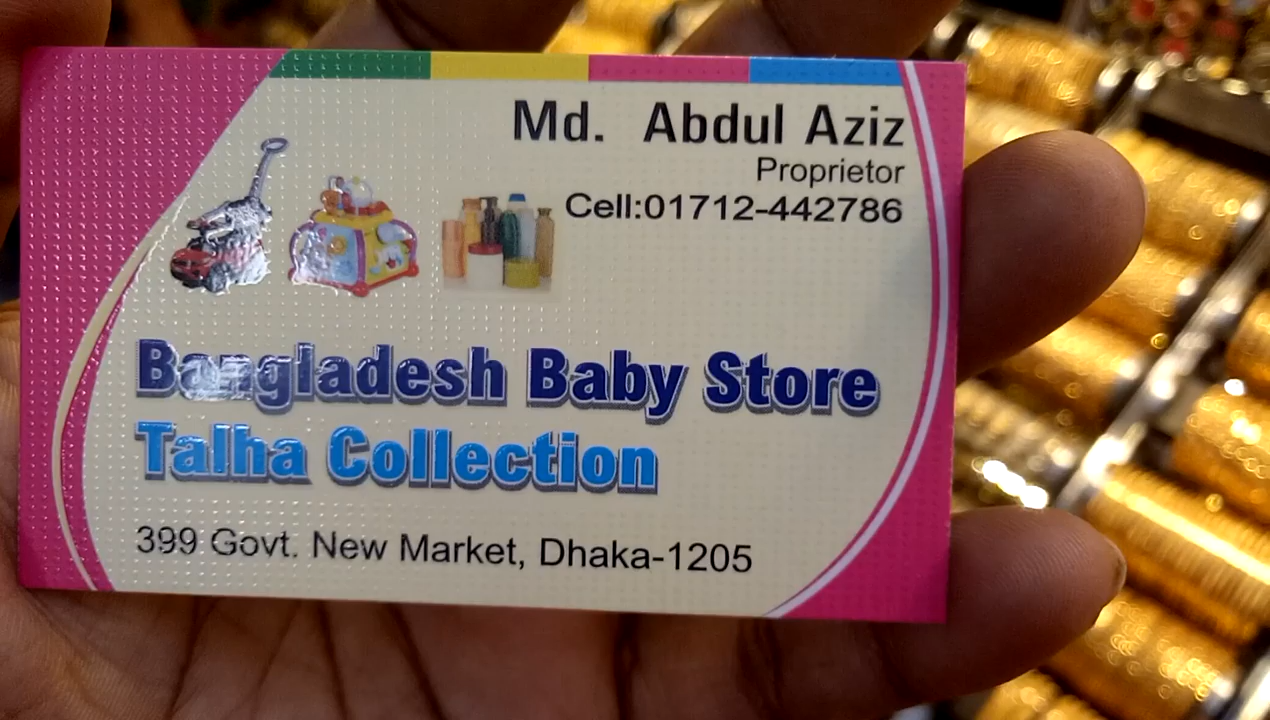 Md. Abdul Aziz
Proprietor
Cell:01712-442786
Bangladesh Baby Store
Talha Collection
399 Govt. New Market, Dhaka-1205